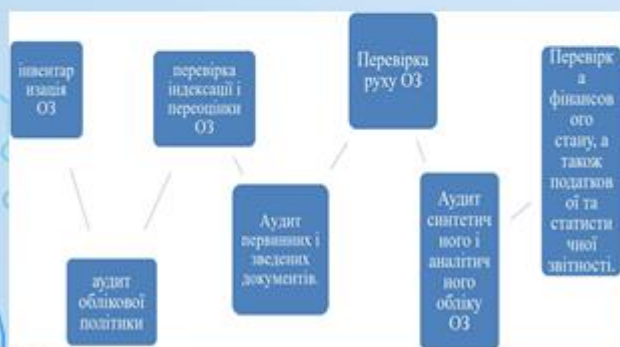 інвентар
изація
ОЗ
аудит
облікової
політики
перевірка
індексації і
переоцінки
ОЗ
Аудит
первинних і
зведених
документів.
Перевірка
руху ОЗ
Аудит
синтетич
ного і
аналітич
ного
обліку
ОЗ
Перевірк
а
фінансов
ого
стану, а
також
податков
ої та
статисти
чної
звітності.